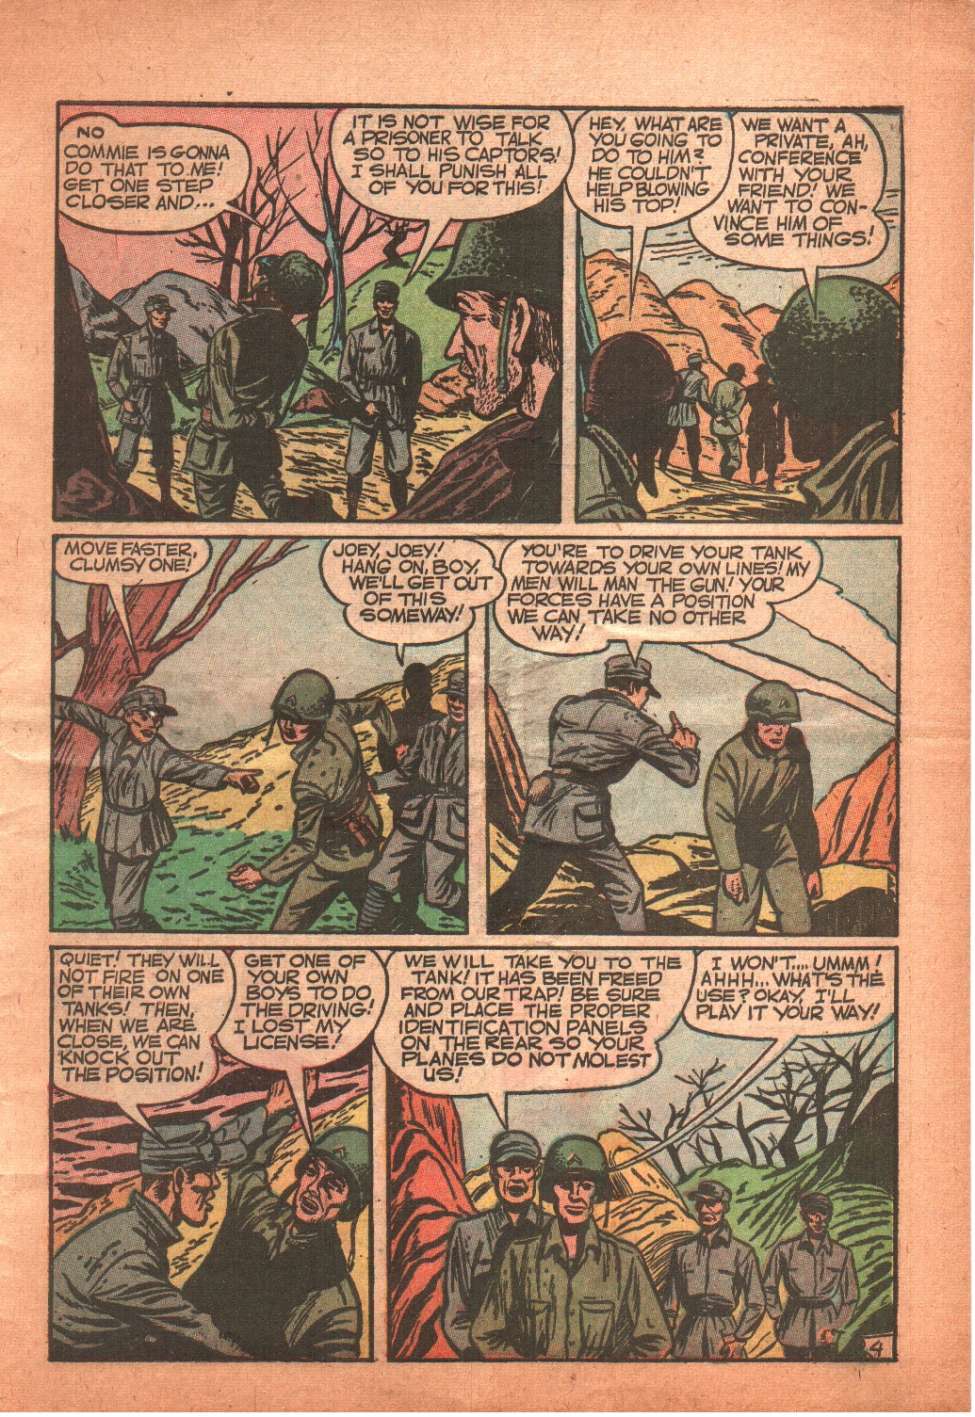 NO
COMMIE IS GONNA
DO THAT TO ME!
GET ONE STEP
CLOSER AND...
IT IS NOT WISE FOR
A PRISONER TO TALK
SO TO HIS CAPTORS!
I SHALL PUNISH ALL
OF YOU FOR THIS!
HEY, WHAT ARE
YOU GOING TO
DO TO HIM?
HE COULDN'T
HELP BLOWING
HIS TOP!
WE WANT A
PRIVATE, AH,
CONFERENCE
WITH YOUR
FRIEND! WE
WANT TO CON-
VINCE HIM OF
SOME THINGS!
MOVE FASTER,
CLUMSY ONE!
JOEY, JOEY!
HANG ON, BOY,
WE'LL GET OUT
OF THIS
SOMEWAY!
YOU'RE TO DRIVE YOUR TANK
TOWARDS YOUR OWN LINES! MY
MEN WILL MAN THE GUN! YOUR
FORCES HAVE A POSITION
WE CAN TAKE NO OTHER
WAY!
QUIET! THEY WILL
NOT FIRE ON ONE
OF THEIR OWN
TANKS! THEN,
WHEN WE ARE
CLOSE, WE CAN
KNOCK OUT
THE POSITION!
GET ONE OF
YOUR OWN
BOYS TO DO
THE DRIVING!
I LOST MY
LICENSE!
WE WILL TAKE YOU TO THE
TANK! IT HAS BEEN FREED
FROM OUR TRAP! BE SURE
AND PLACE THE PROPER
IDENTIFICATION PANELS
ON THE REAR SO YOUR
PLANES DO NOT MOLEST
US!
I WON'T.... UMMM!
AHHH... WHAT'S THE
USE? OKAY, I'LL
PLAY IT YOUR WAY!
4